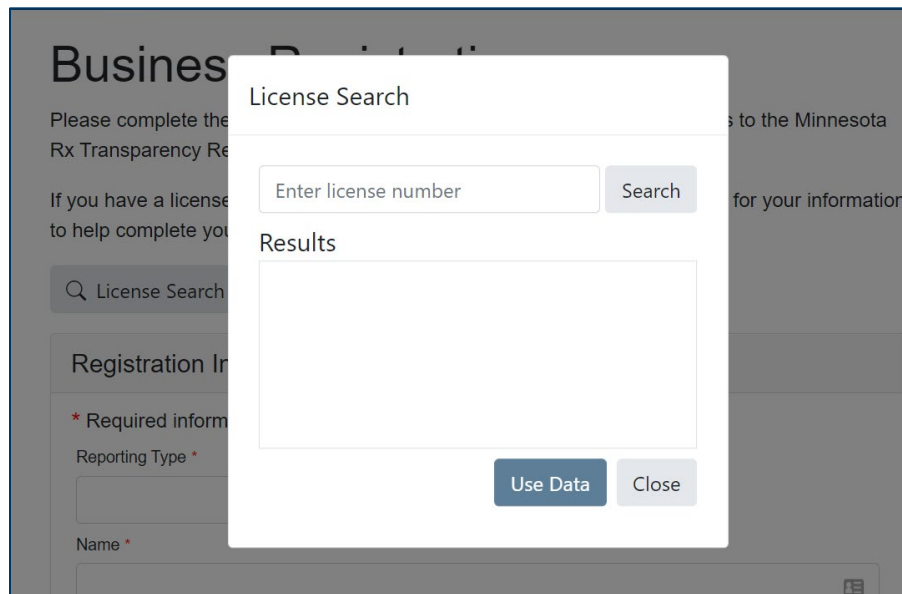 Business Registration
Please complete the
s to the Minnesota
Rx Transparency Re
If you have a license
for your information
to help complete you
License Search
Registration In
* Required inform
Reporting Type *
Name *
License Search
Enter license number
Search
Results
Use Data
Close